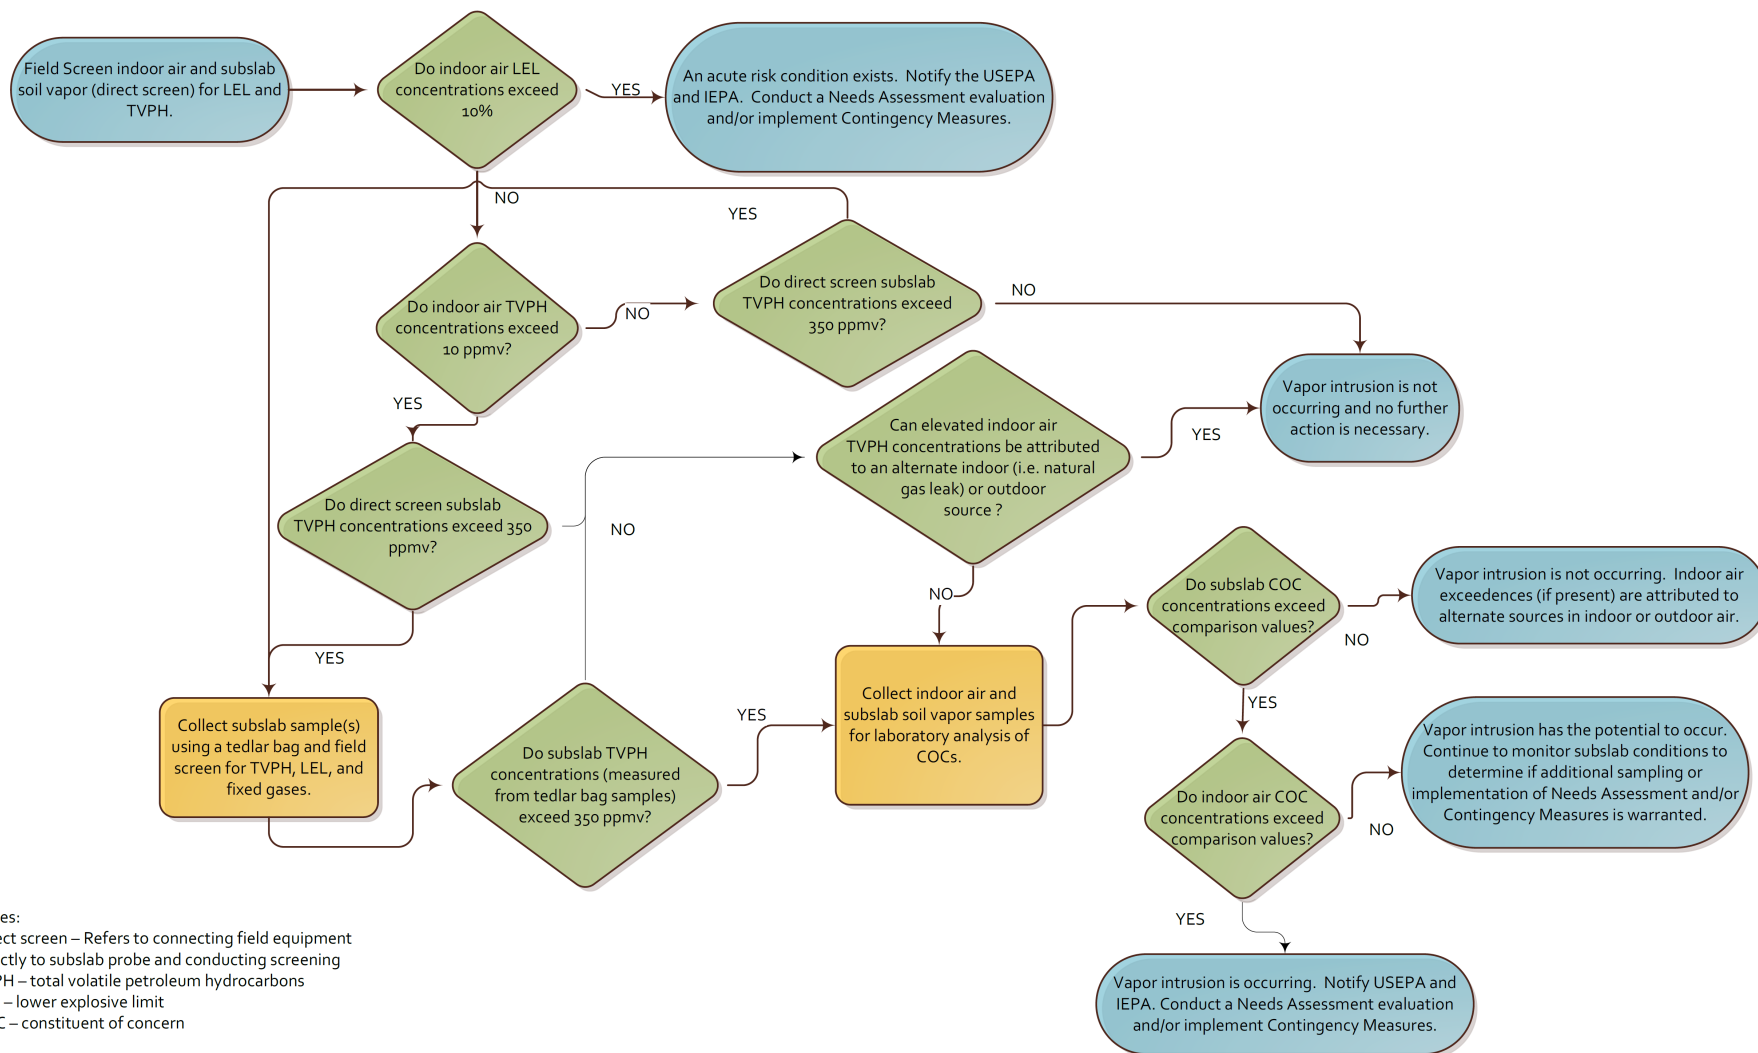 Field Screen indoor air and subslab
soil vapor (direct screen) for LEL and
TVPH.
Do indoor air LEL
concentrations exceed
10%
YES
An acute risk condition exists.  Notify the USEPA
and IEPA.  Conduct a Needs Assessment evaluation
and/or implement Contingency Measures.
NO
YES
Do indoor air TVPH
concentrations exceed
10 ppmv?
NO
Do direct screen subslab
TVPH concentrations exceed
350 ppmv?
NO
Vapor intrusion is not
occurring and no further
action is necessary.
YES
Do direct screen subslab
TVPH concentrations exceed 350
ppmv?
NO
Can elevated indoor air
TVPH concentrations be attributed
to an alternate indoor (i.e. natural
gas leak) or outdoor
source ?
YES
NO
YES
Collect subslab sample(s)
using a tedlar bag and field
screen for TVPH, LEL, and
fixed gases.
Do subslab TVPH
concentrations (measured
from tedlar bag samples)
exceed 350 ppmv?
YES
Collect indoor air and
subslab soil vapor samples
for laboratory analysis of
COCs.
Do subslab COC
concentrations exceed
comparison values?
NO
Vapor intrusion is not occurring.  Indoor air
exceedences (if present) are attributed to
alternate sources in indoor or outdoor air.
YES
Do indoor air COC
concentrations exceed
comparison values?
NO
Vapor intrusion has the potential to occur.
Continue to monitor subslab conditions to
determine if additional sampling or
implementation of Needs Assessment and/or
Contingency Measures is warranted.
YES
Vapor intrusion is occurring.  Notify USEPA and
IEPA. Conduct a Needs Assessment evaluation
and/or implement Contingency Measures.
es:
ect screen – Refers to connecting field equipment
ctly to subslab probe and conducting screening
PH – total volatile petroleum hydrocarbons
– lower explosive limit
C – constituent of concern